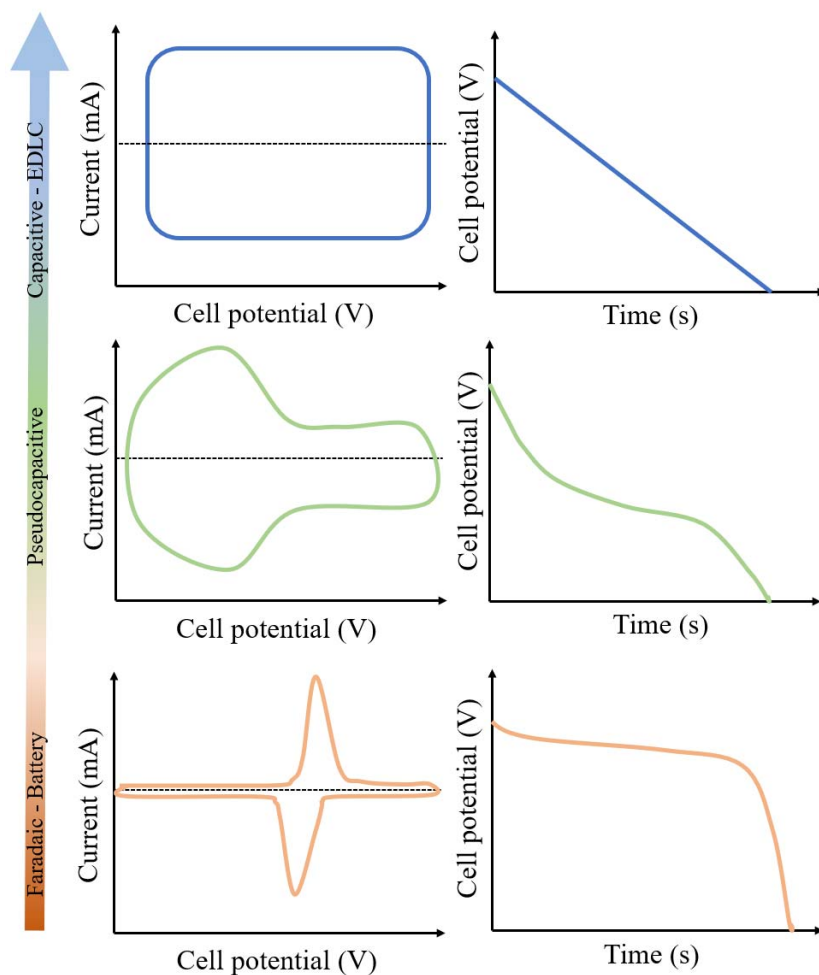 Capacitive - EDLC
Current (mA)
Cell potential (V)
Cell potential (V)
Time (s)
Pseudocapacitive
Current (mA)
Cell potential (V)
Cell potential (V)
Time (s)
Faradaic - Battery
Current (mA)
Cell potential (V)
Cell potential (V)
Time (s)